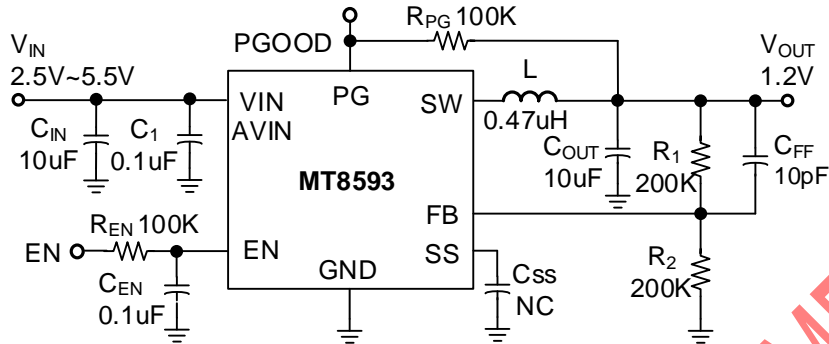 RPG 100K
PGOOD
VIN
2.5V~5.5V
VOUT
1.2V
L
0.47uH
VIN
AVIN
PG
SW
CIN
10uF
C1
0.1uF
MT8593
COUT
10uF
R1
200K
CFF
10pF
FB
REN 100K
EN
EN
SS
GND
CEN
0.1uF
Css
NC
R2
200K